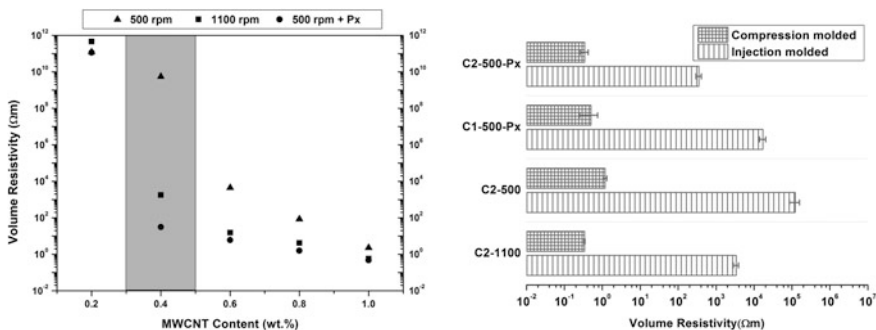 500 rpm 1100 rpm 500 rpm + Px
10^12
10^10
10^8
10^6
10^4
10^2
10^0
10^-2
Volume Resistivity (Ωm)
10^12
10^10
10^8
10^6
10^4
10^2
10^0
10^-2
0.2 0.4 0.6 0.8 1.0
MWCNT Content (wt.%)
Compression molded
Injection molded
C2-500-Px
C1-500-Px
C2-500
C2-1100
10^-2 10^-1 10^0 10^1 10^2 10^3 10^4 10^5 10^6 10^7
Volume Resistivity (Ωm)